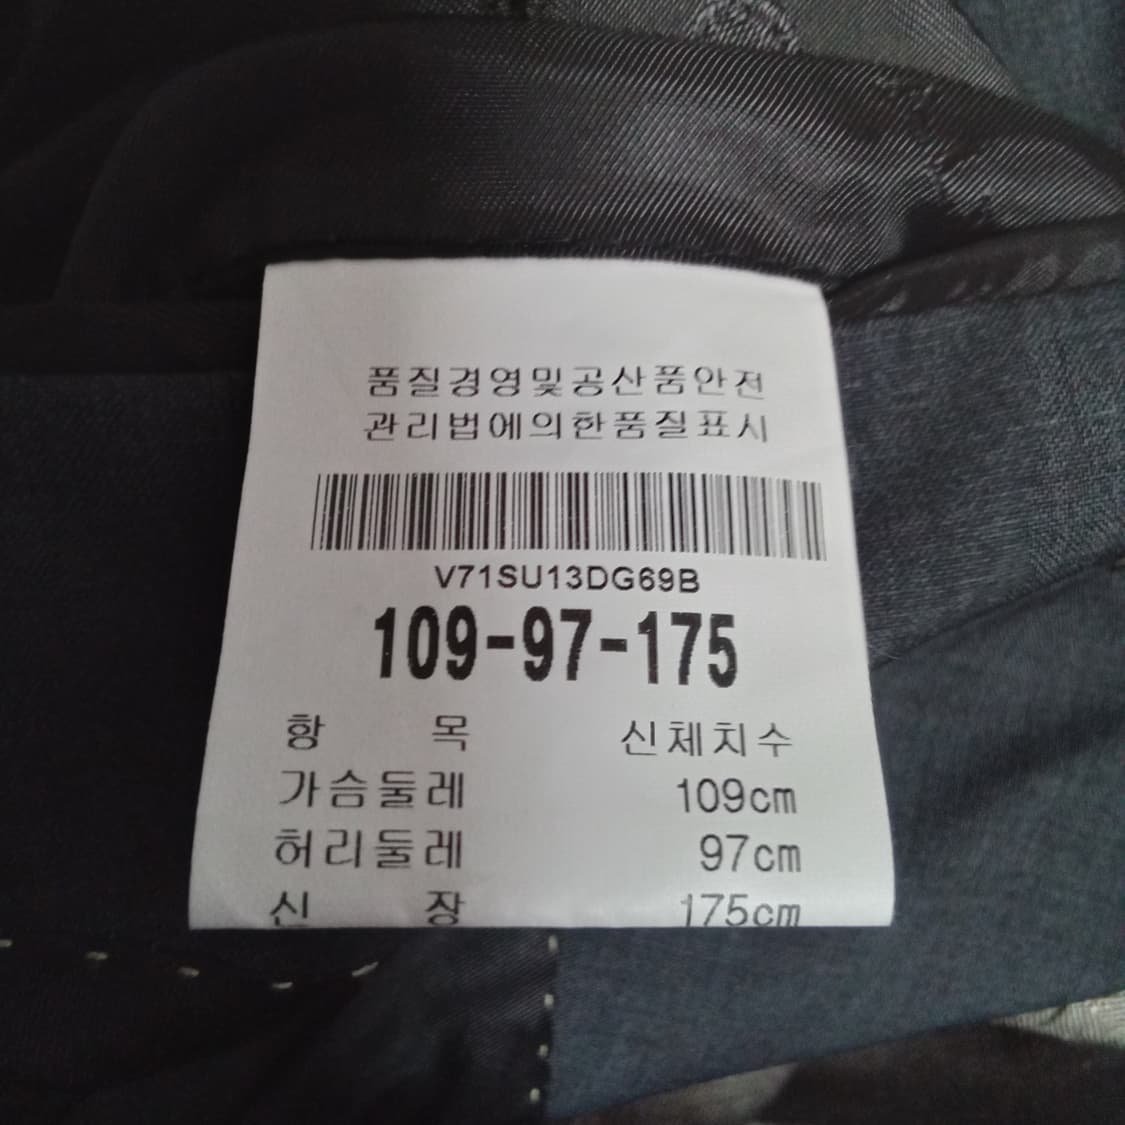 품질경영및공산품안전
관리법에의한품질표시
V71SU13DG69B
109-97-175
항 목 신체치수
가슴둘레 109cm
허리둘레 97cm
신 장 175cm